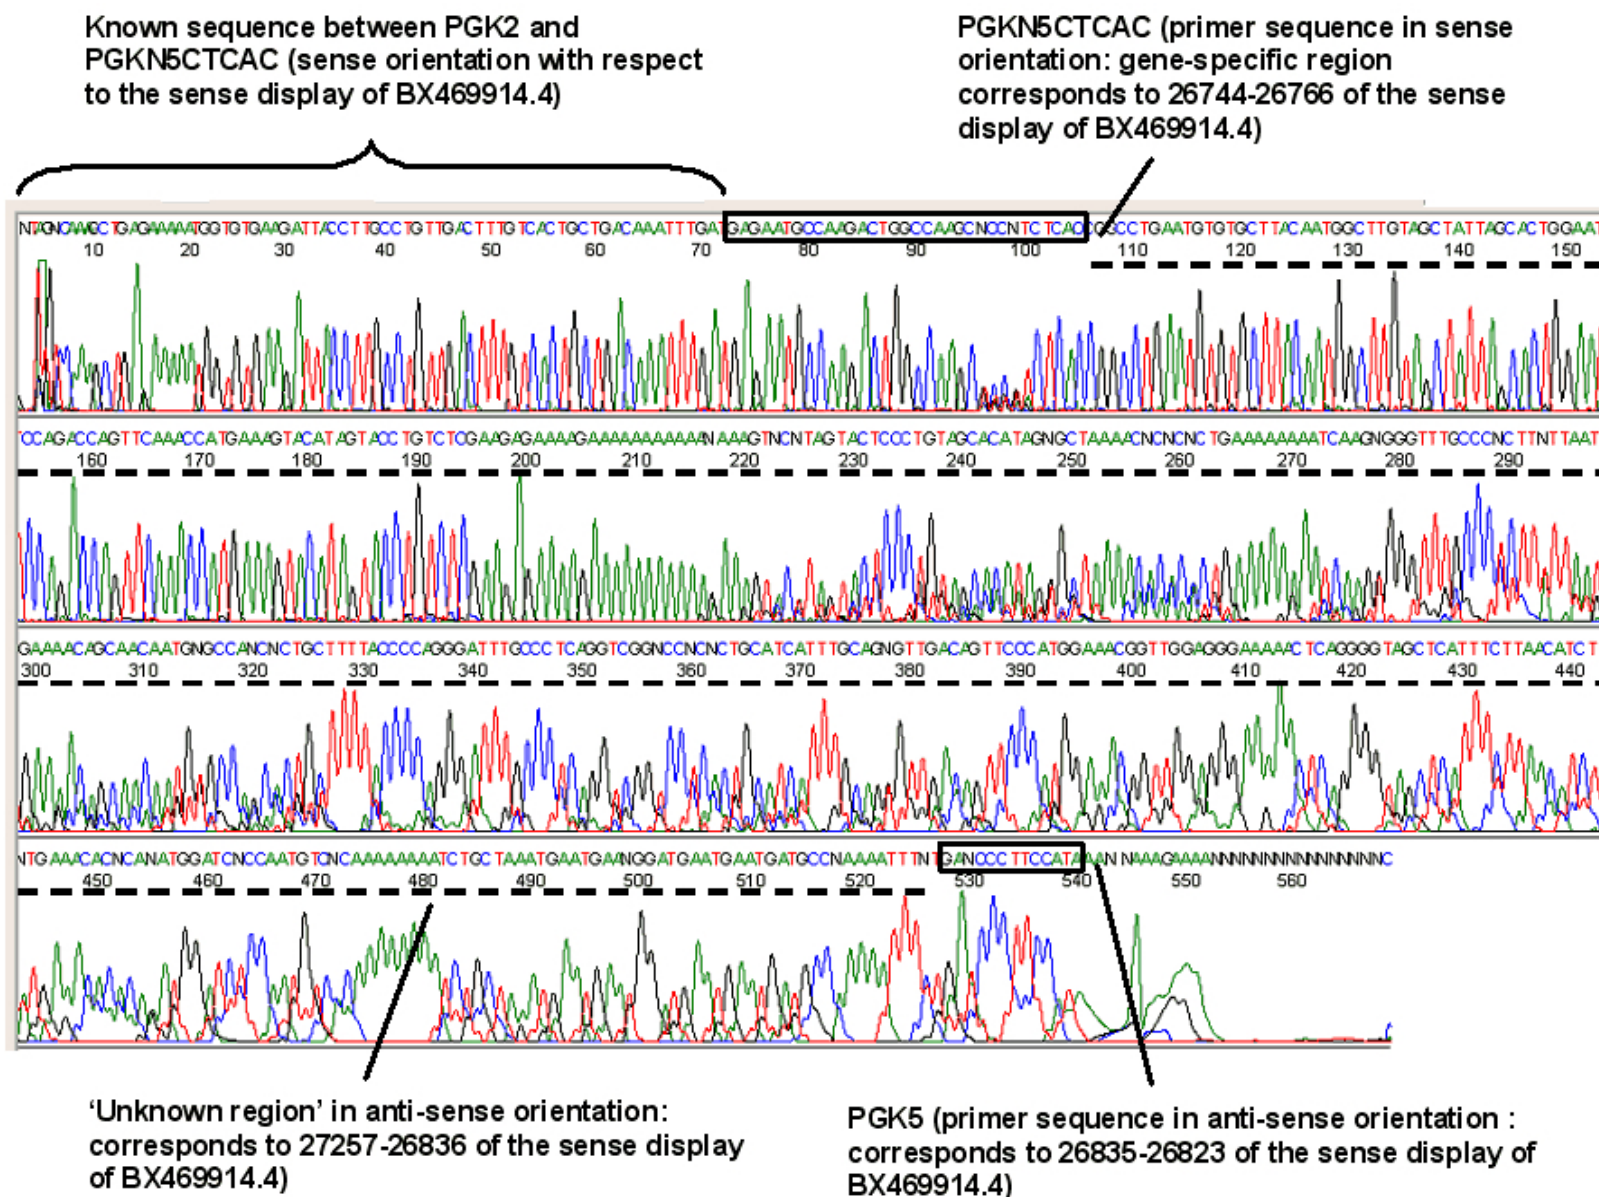 Known sequence between PGK2 and
PGKN5CTCAC (sense orientation with respect
to the sense display of BX469914.4)
PGKN5CTCAC (primer sequence in sense
orientation: gene-specific region
corresponds to 26744-26766 of the sense
display of BX469914.4)
NTAGNCAAAGCTGAGAAAAATGGTGTGAAGATTACCTTGCCTGTTGACTTTGTCACTGCTGACAAATTTGATGAGAATGCCAAGACTGGCCAAGCNNCCNTCTCACCGGCCTGAATGTGTGCTTACAATGGCTTGTAGCTATTAGCACTGGAAT
10 20 30 40 50 60 70 80 90 100 110 120 130 140 150
CCAGACCAGTTCAAACCATGAAAGTACATAGTACCTGTCTCGAAGAGAAAAGAAAAAAAAAAAANAAAGTNCNTAGTACTCCCTGTAGCACATAGNGCTAAAACNCNCNCTGAAAAAAAAATCAAGNGGGTTTGCCCNCTTNTTAAT
160 170 180 190 200 210 220 230 240 250 260 270 280 290
GAAAACAGCAACAATGNGCCANCNCTGCTTTTACCCCAGGGATTTGCCCTCAGGTCGGNCCNCNCTGCATCATTTGCAGNGTTGACAGTTCCCATGGAAACGGTTGGAGGGAAAAACTCAGGGGTAGCTCATTTCTTAACATCT
300 310 320 330 340 350 360 370 380 390 400 410 420 430 440
NTGAAACACNCANATGGATCNCCAATGTCNCAAAAAAAAATCTGCTAAATGAATGAANGGATGAATGAATGATGCCNAAAATTTNTGANCCCTTCCATAAANNAAAGAAAANNNNNNNNNNNNNNNNC
450 460 470 480 490 500 510 520 530 540 550 560
‘Unknown region’ in anti-sense orientation:
corresponds to 27257-26836 of the sense display
of BX469914.4)
PGK5 (primer sequence in anti-sense orientation :
corresponds to 26835-26823 of the sense display of
BX469914.4)